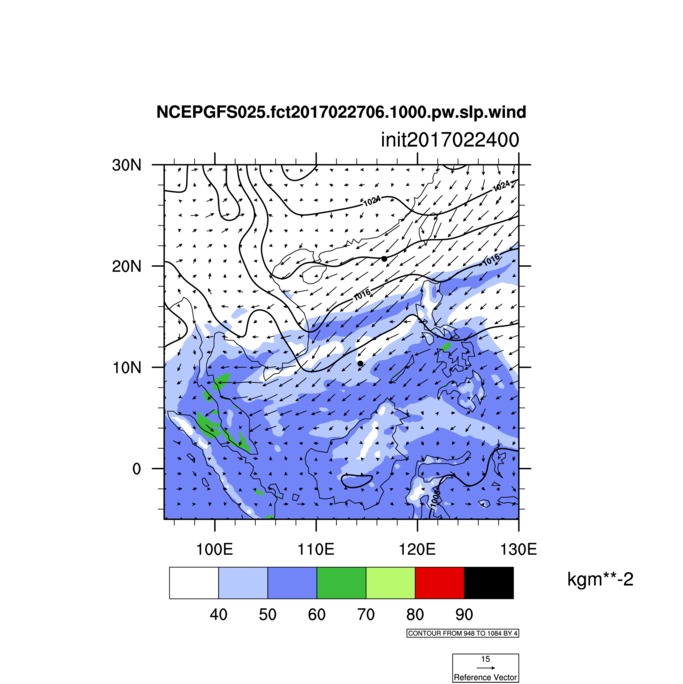 NCEPGFS025.fct2017022706.1000.pw.slp.wind
init2017022400
30N
20N
10N
0
1024
1024
1016
1016
1008
100E 110E 120E 130E
kgm**-2
40 50 60 70 80 90
CONTOUR FROM 948 TO 1084 BY 4
15
Reference Vector